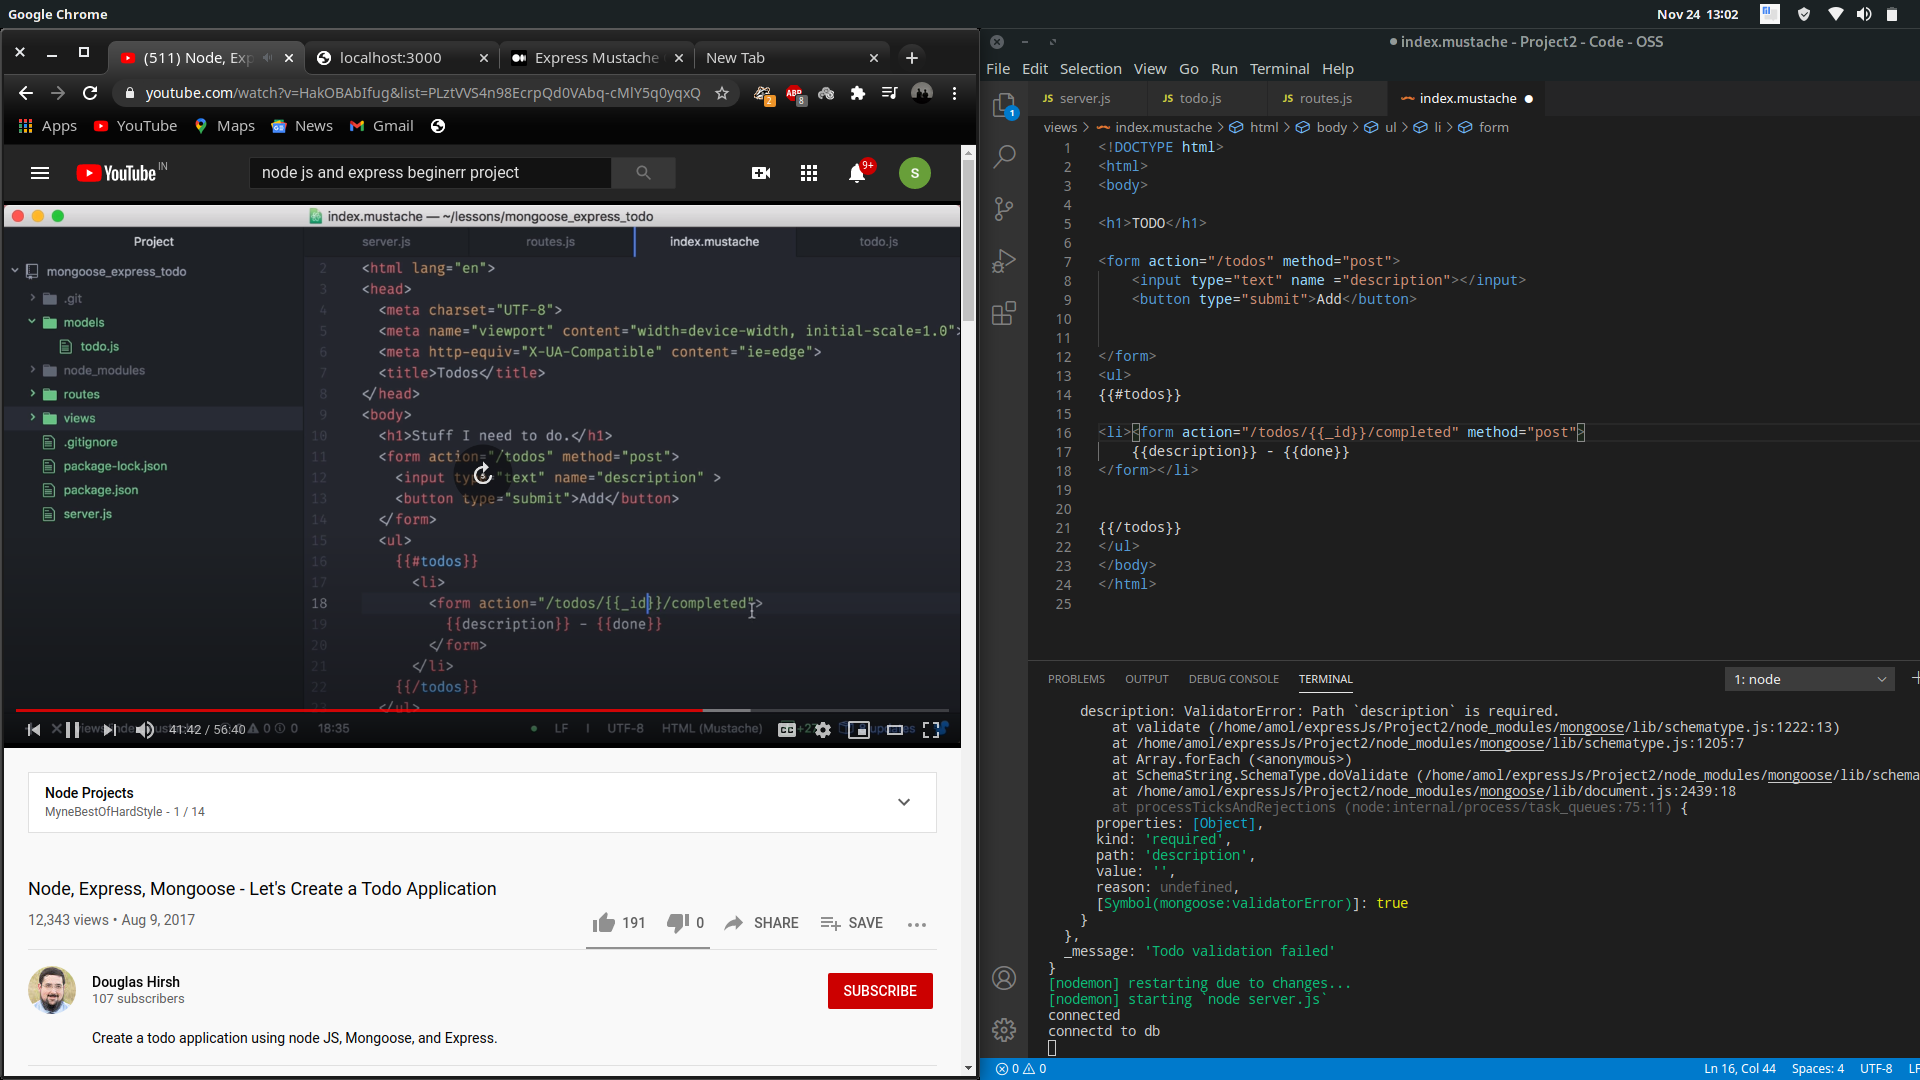 Google Chrome
Nov 24 13:02
(511) Node, Exp
localhost:3000
Express Mustache
New Tab
youtube.com/watch?v=HakOBAbIfug&list=PLztVVS4n98EcrpQd0VAbq-cMlY5q0yqxQ
2
ABP
8
Apps
YouTube
Maps
News
Gmail
YouTube IN
node js and express beginerr project
9+
S
index.mustache — ~/lessons/mongoose_express_todo
Project
server.js
routes.js
index.mustache
todo.js
mongoose_express_todo
.git
models
todo.js
node_modules
routes
views
.gitignore
package-lock.json
package.json
server.js
2 <html lang="en">
3 <head>
4 <meta charset="UTF-8">
5 <meta name="viewport" content="width=device-width, initial-scale=1.0">
6 <meta http-equiv="X-UA-Compatible" content="ie=edge">
7 <title>Todos</title>
8 </head>
9 <body>
10 <h1>Stuff I need to do.</h1>
11 <form action="/todos" method="post">
12 <input type="text" name="description" >
13 <button type="submit">Add</button>
14 </form>
15 <ul>
16 {{#todos}}
17 <li>
18 <form action="/todos/{{_id}}/completed">
19 {{description}} - {{done}}
20 </form>
21 </li>
22 {{/todos}}
</ul>
41:42 / 56:40
0 0
18:35
LF
UTF-8
HTML (Mustache)
Node Projects
MyneBestOfHardStyle - 1 / 14
Node, Express, Mongoose - Let's Create a Todo Application
12,343 views • Aug 9, 2017
191
0
SHARE
SAVE
Douglas Hirsh
107 subscribers
SUBSCRIBE
Create a todo application using node JS, Mongoose, and Express.
● index.mustache - Project2 - Code - OSS
File Edit Selection View Go Run Terminal Help
1
JS server.js
JS todo.js
JS routes.js
index.mustache ●
views > index.mustache > html > body > ul > li > form
1 <!DOCTYPE html>
2 <html>
3 <body>
4
5 <h1>TODO</h1>
6
7 <form action="/todos" method="post">
8 <input type="text" name ="description"></input>
9 <button type="submit">Add</button>
10
11
12 </form>
13 <ul>
14 {{#todos}}
15
16 <li><form action="/todos/{{_id}}/completed" method="post">
17 {{description}} - {{done}}
18 </form></li>
19
20
21 {{/todos}}
22 </ul>
23 </body>
24 </html>
25
PROBLEMS OUTPUT DEBUG CONSOLE TERMINAL
1: node
description: ValidatorError: Path `description` is required.
at validate (/home/amol/expressJs/Project2/node_modules/mongoose/lib/schematype.js:1222:13)
at /home/amol/expressJs/Project2/node_modules/mongoose/lib/schematype.js:1205:7
at Array.forEach (<anonymous>)
at SchemaString.SchemaType.doValidate (/home/amol/expressJs/Project2/node_modules/mongoose/lib/schema
at /home/amol/expressJs/Project2/node_modules/mongoose/lib/document.js:2439:18
at processTicksAndRejections (node:internal/process/task_queues:75:11) {
properties: [Object],
kind: 'required',
path: 'description',
value: '',
reason: undefined,
[Symbol(mongoose:validatorError)]: true
}
},
_message: 'Todo validation failed'
}
[nodemon] restarting due to changes...
[nodemon] starting `node server.js`
connected
connectd to db
0 0
Ln 16, Col 44
Spaces: 4
UTF-8
LF